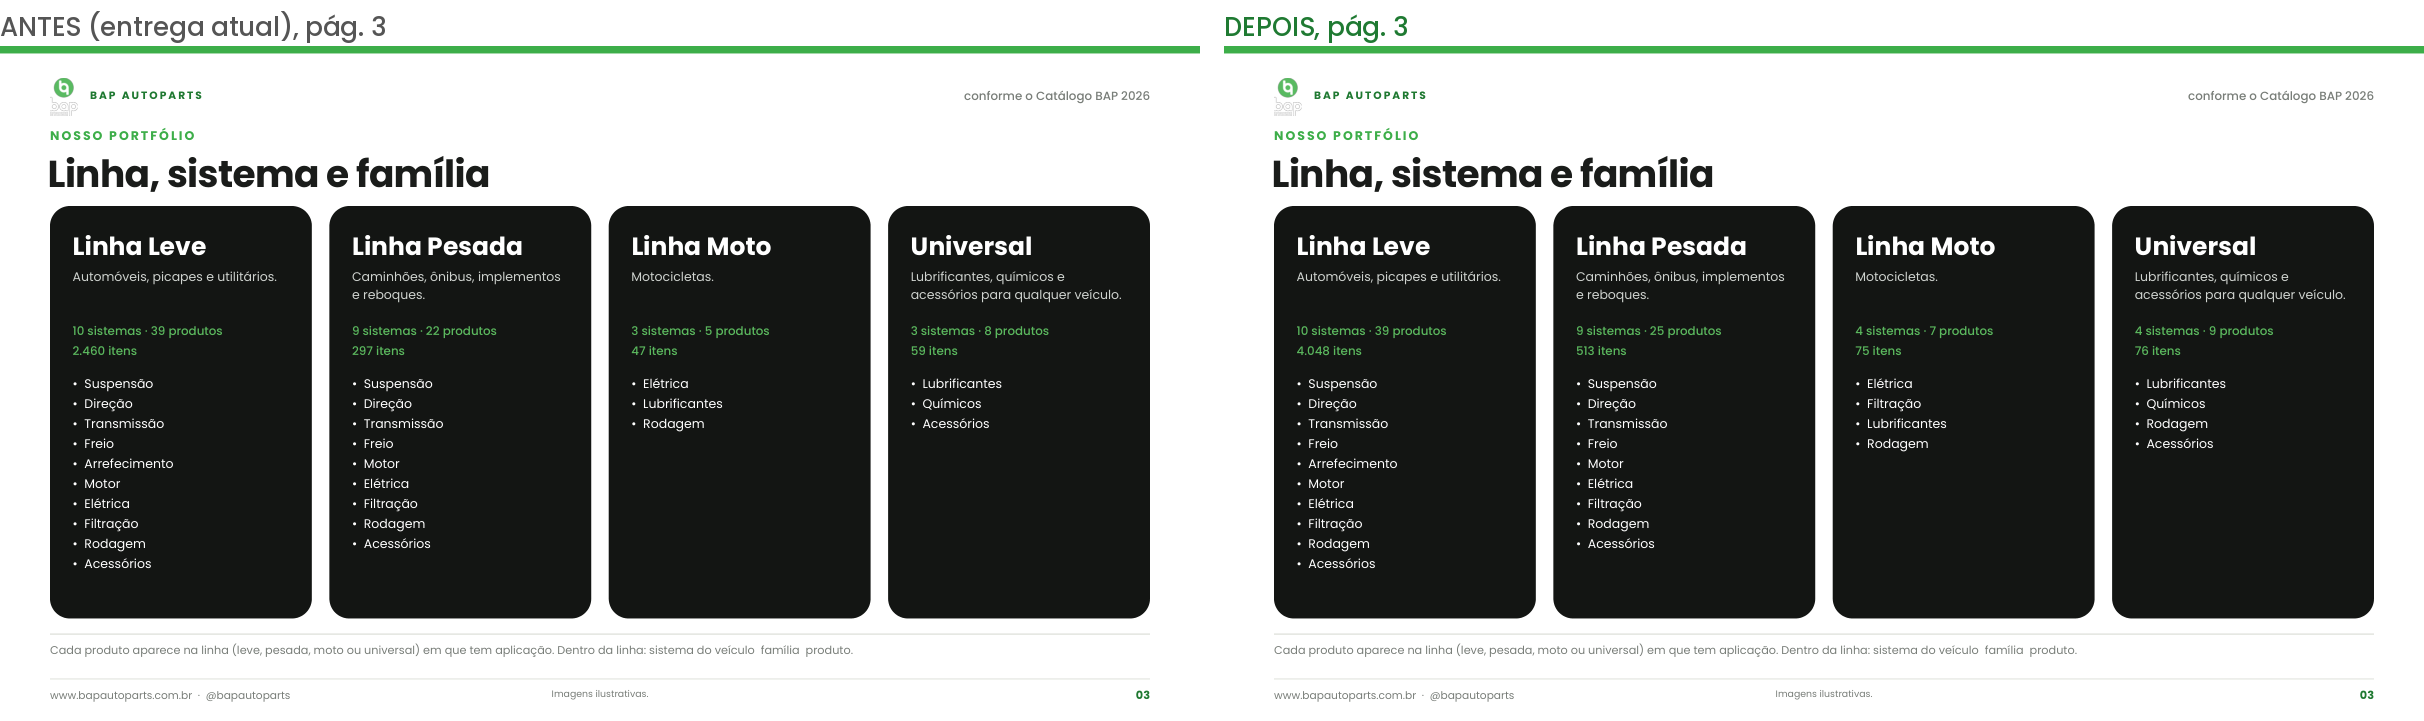 ANTES (entrega atual), pág. 3
bap
BAP AUTOPARTS
conforme o Catálogo BAP 2026
NOSSO PORTFÓLIO
Linha, sistema e família
Linha Leve
Automóveis, picapes e utilitários.
10 sistemas · 39 produtos
2.460 itens
• Suspensão
• Direção
• Transmissão
• Freio
• Arrefecimento
• Motor
• Elétrica
• Filtração
• Rodagem
• Acessórios
Linha Pesada
Caminhões, ônibus, implementos
e reboques.
9 sistemas · 22 produtos
297 itens
• Suspensão
• Direção
• Transmissão
• Freio
• Motor
• Elétrica
• Filtração
• Rodagem
• Acessórios
Linha Moto
Motocicletas.
3 sistemas · 5 produtos
47 itens
• Elétrica
• Lubrificantes
• Rodagem
Universal
Lubrificantes, químicos e
acessórios para qualquer veículo.
3 sistemas · 8 produtos
59 itens
• Lubrificantes
• Químicos
• Acessórios
Cada produto aparece na linha (leve, pesada, moto ou universal) em que tem aplicação. Dentro da linha: sistema do veículo família produto.
www.bapautoparts.com.br · @bapautoparts
Imagens ilustrativas.
03
DEPOIS, pág. 3
bap
BAP AUTOPARTS
conforme o Catálogo BAP 2026
NOSSO PORTFÓLIO
Linha, sistema e família
Linha Leve
Automóveis, picapes e utilitários.
10 sistemas · 39 produtos
4.048 itens
• Suspensão
• Direção
• Transmissão
• Freio
• Arrefecimento
• Motor
• Elétrica
• Filtração
• Rodagem
• Acessórios
Linha Pesada
Caminhões, ônibus, implementos
e reboques.
9 sistemas · 25 produtos
513 itens
• Suspensão
• Direção
• Transmissão
• Freio
• Motor
• Elétrica
• Filtração
• Rodagem
• Acessórios
Linha Moto
Motocicletas.
4 sistemas · 7 produtos
75 itens
• Elétrica
• Filtração
• Lubrificantes
• Rodagem
Universal
Lubrificantes, químicos e
acessórios para qualquer veículo.
4 sistemas · 9 produtos
76 itens
• Lubrificantes
• Químicos
• Rodagem
• Acessórios
Cada produto aparece na linha (leve, pesada, moto ou universal) em que tem aplicação. Dentro da linha: sistema do veículo família produto.
www.bapautoparts.com.br · @bapautoparts
Imagens ilustrativas.
03